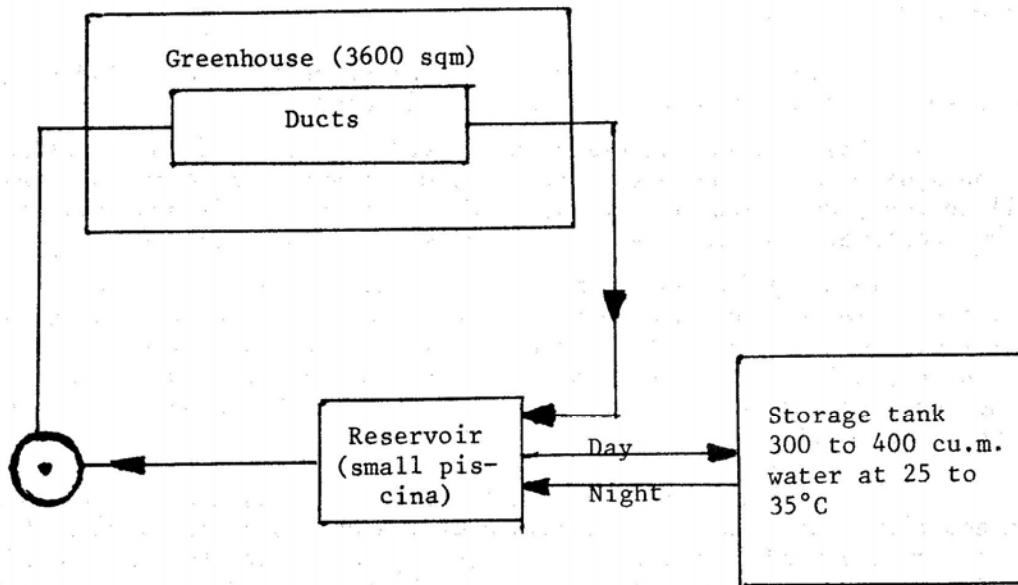 Greenhouse (3600 sqm)
Ducts
Reservoir
(small pis-
cina)
Day
Night
Storage tank
300 to 400 cu.m.
water at 25 to
35°C